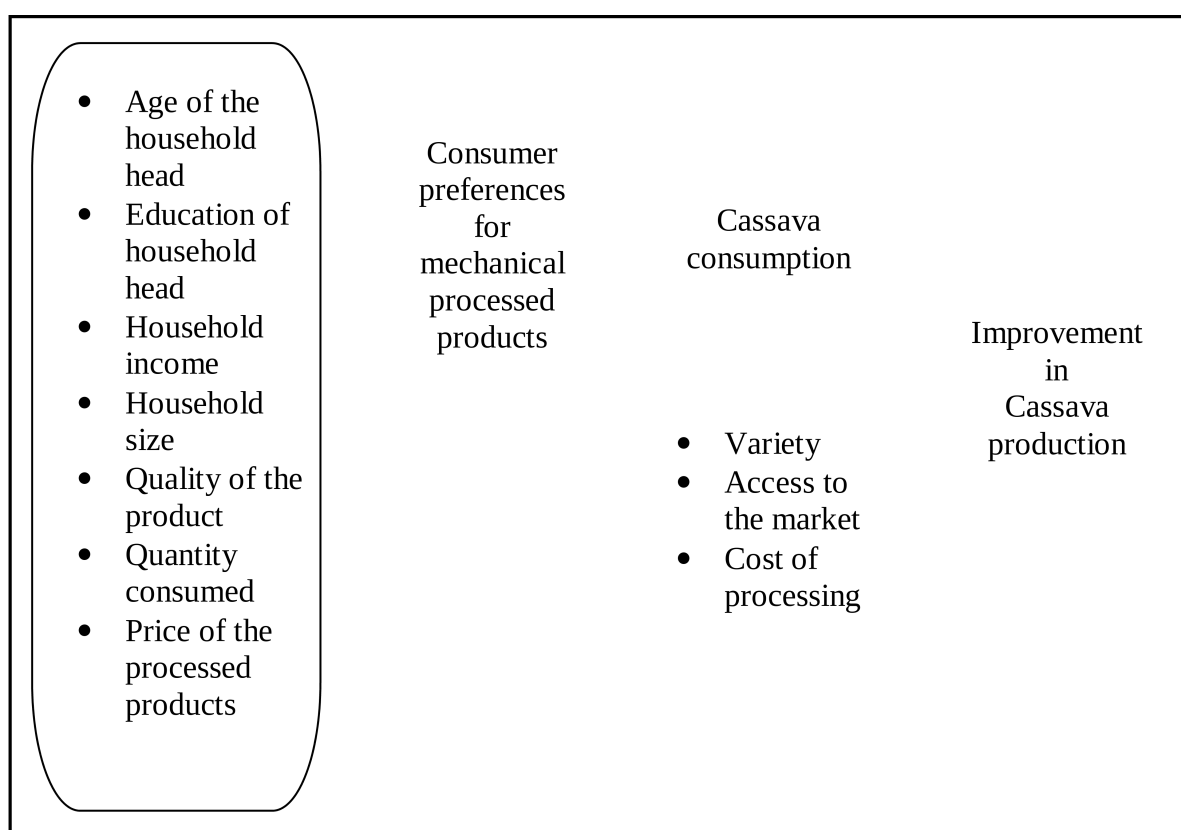 • Age of the
household
head
• Education of
household
head
• Household
income
• Household
size
• Quality of the
product
• Quantity
consumed
• Price of the
processed
products
Consumer
preferences
for
mechanical
processed
products
Cassava
consumption
• Variety
• Access to
the market
• Cost of
processing
Improvement
in
Cassava
production